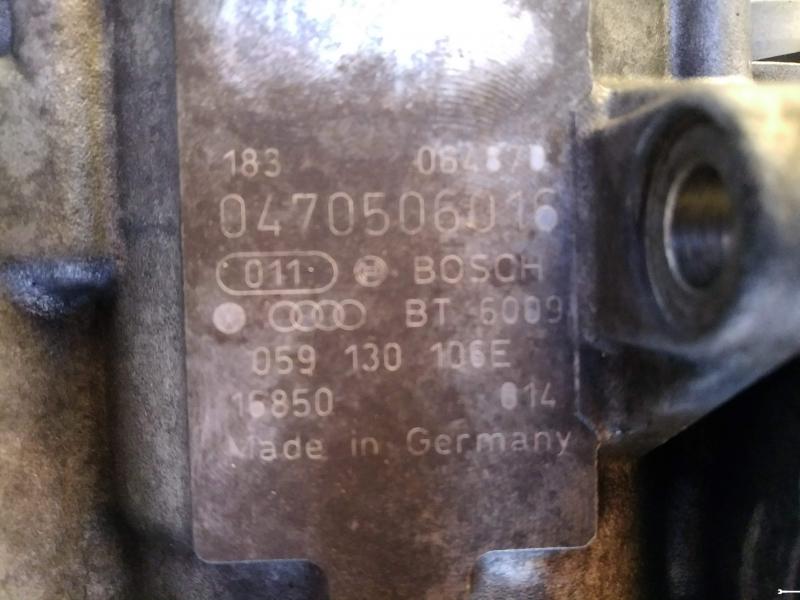 183
0470506016
011 BOSCH
BT 6009
059 130 106E
16850 014
Made in Germany